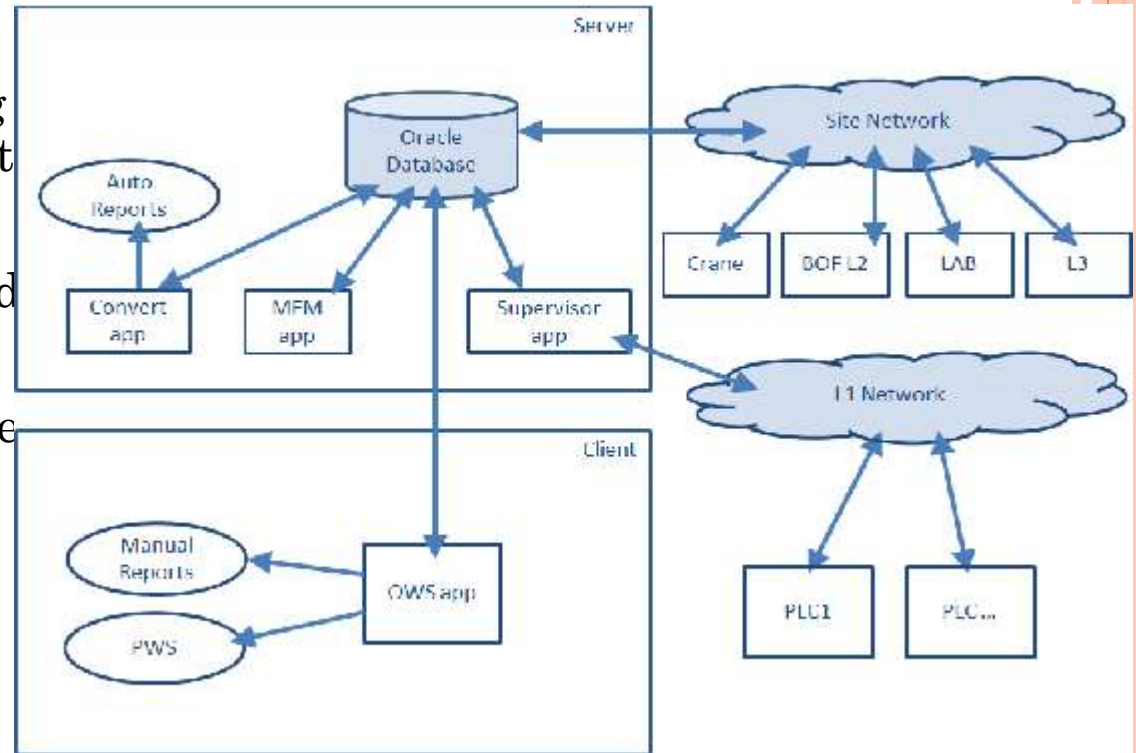 Server
g
t
d
e
Oracle
Database
Auto
Reports
Convert
app
app
Supervisor
app
Site Network
Crane
BOF L2
LAB
L3
L1 Network
PLC1
PLC...
Client
Manual
Reports
PWS
OWS app